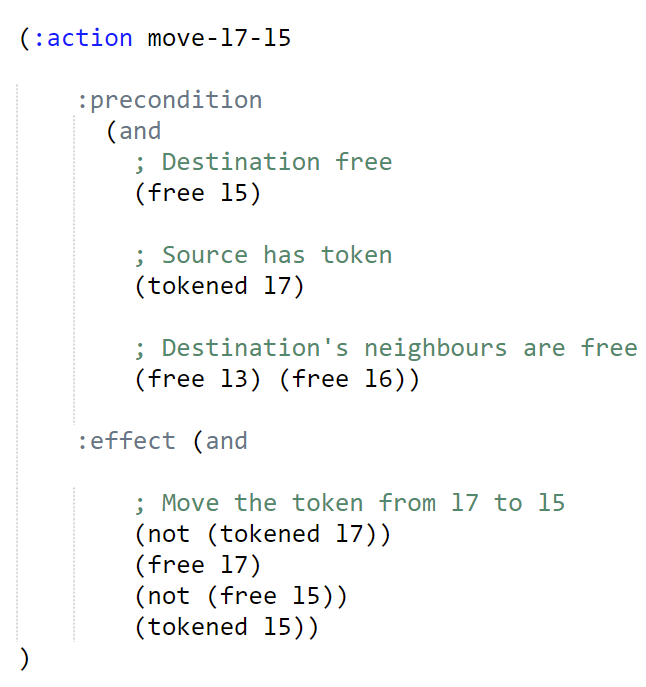 (:action move-l7-l5
:precondition
(and
; Destination free
(free l5)
; Source has token
(tokened l7)
; Destination's neighbours are free
(free l3) (free l6))
:effect (and
; Move the token from l7 to l5
(not (tokened l7))
(free l7)
(not (free l5))
(tokened l5))
)